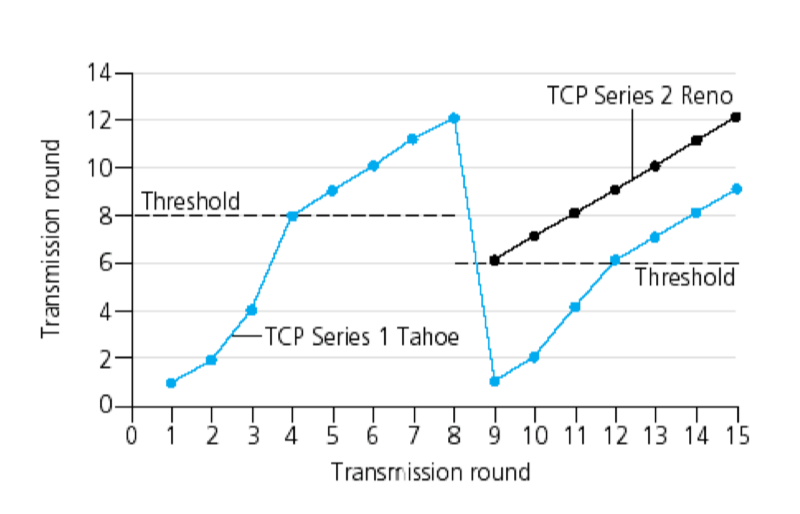 14
TCP Series 2 Reno
12
10
Threshold
8
6
Threshold
4
TCP Series 1 Tahoe
2
0
0 1 2 3 4 5 6 7 8 9 10 11 12 13 14 15
Transmission round
Transmission round